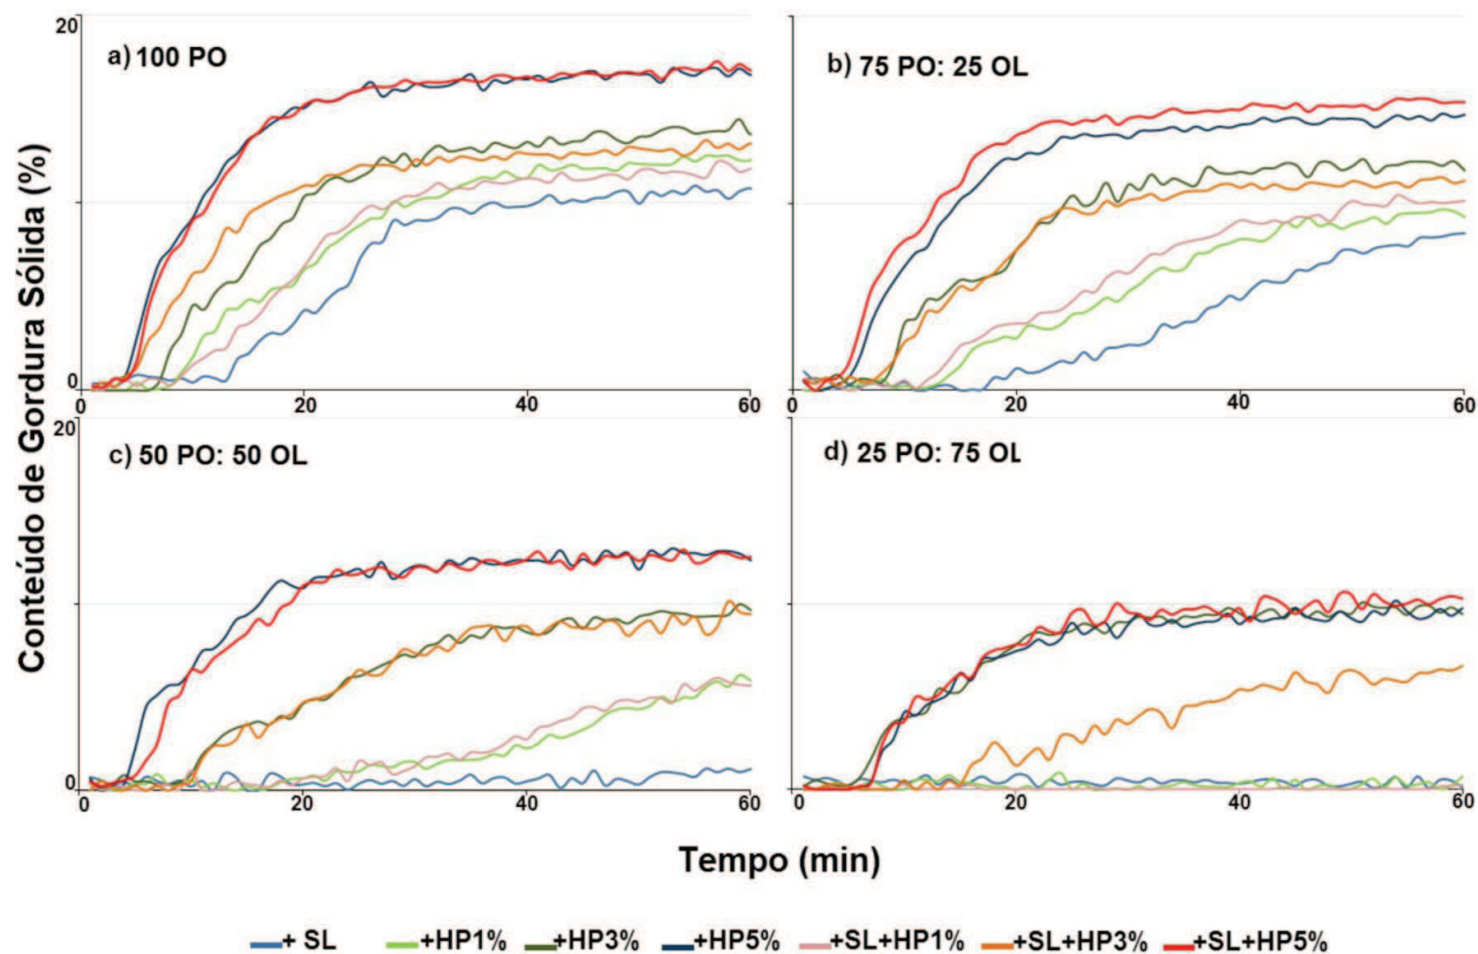 Conteúdo de Gordura Sólida (%)
20
a) 100 PO
b) 75 PO: 25 OL
0
0 20 40 60
0 20 40 60
20
c) 50 PO: 50 OL
d) 25 PO: 75 OL
0
0 20 40 60
0 20 40 60
Tempo (min)
+ SL +HP1% +HP3% +HP5% +SL+HP1% +SL+HP3% +SL+HP5%